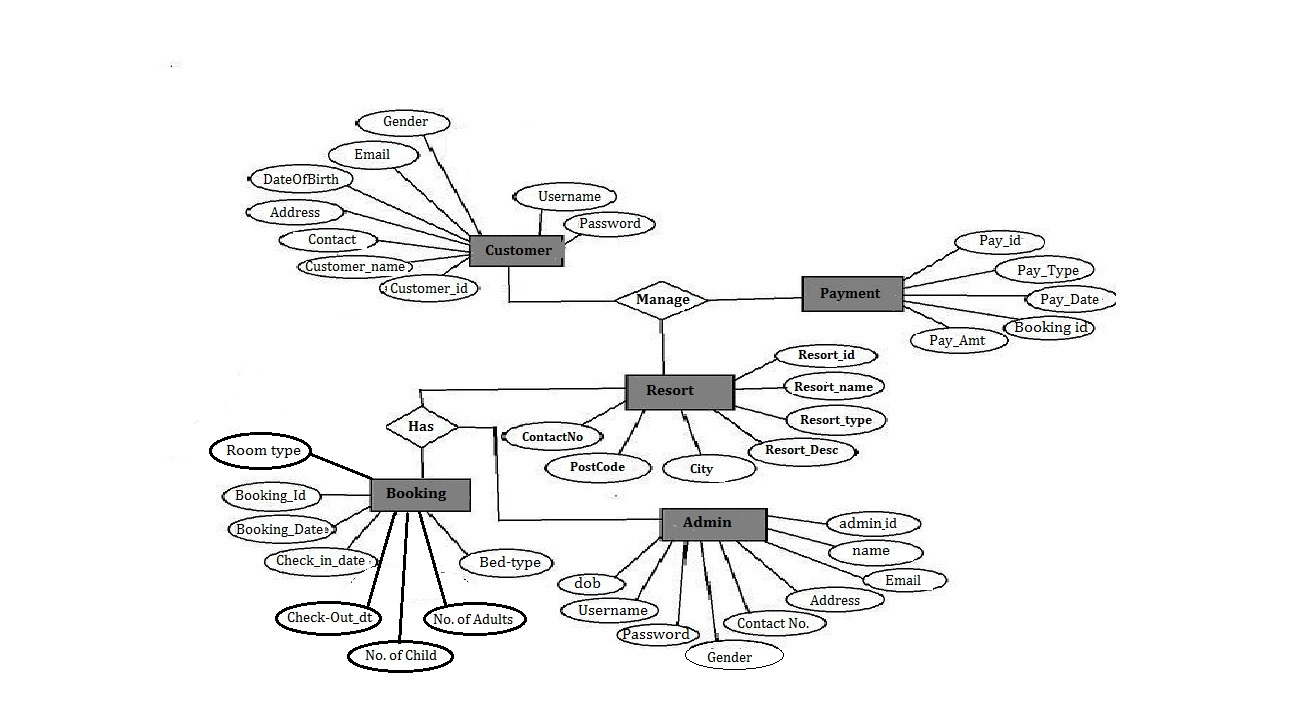 Gender
Email
DateOfBirth
Address
Contact
Customer_name
Customer_id
Username
Password
Customer
Manage
Payment
Pay_id
Pay_Type
Pay_Date
Booking id
Pay_Amt
Resort
Resort_id
Resort_name
Resort_type
Resort_Desc
City
PostCode
ContactNo
Has
Room type
Booking
Booking_Id
Booking_Date
Check_in_date
Check-Out_dt
No. of Child
No. of Adults
Bed-type
Admin
admin_id
name
Email
Address
Contact No.
Gender
Password
Username
dob